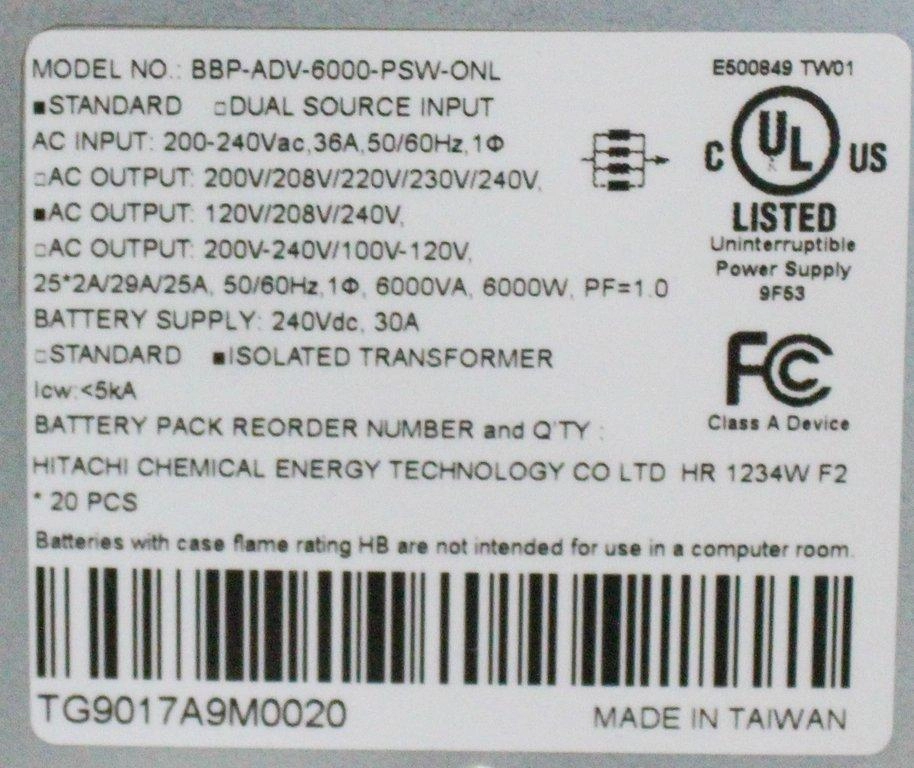 MODEL NO.: BBP-ADV-6000-PSW-ONL
■STANDARD □DUAL SOURCE INPUT
AC INPUT: 200-240Vac,36A,50/60Hz,1Φ
□AC OUTPUT: 200V/208V/220V/230V/240V,
■AC OUTPUT: 120V/208V/240V,
□AC OUTPUT: 200V-240V/100V-120V,
25*2A/29A/25A, 50/60Hz,1Φ, 6000VA, 6000W, PF=1.0
BATTERY SUPPLY: 240Vdc, 30A
□STANDARD ■ISOLATED TRANSFORMER
Icw:<5kA
BATTERY PACK REORDER NUMBER and Q'TY :
HITACHI CHEMICAL ENERGY TECHNOLOGY CO LTD HR 1234W F2
* 20 PCS
Batteries with case flame rating HB are not intended for use in a computer room.
TG9017A9M0020
MADE IN TAIWAN
E500849 TW01
C UL US
LISTED
Uninterruptible
Power Supply
9F53
FC
Class A Device